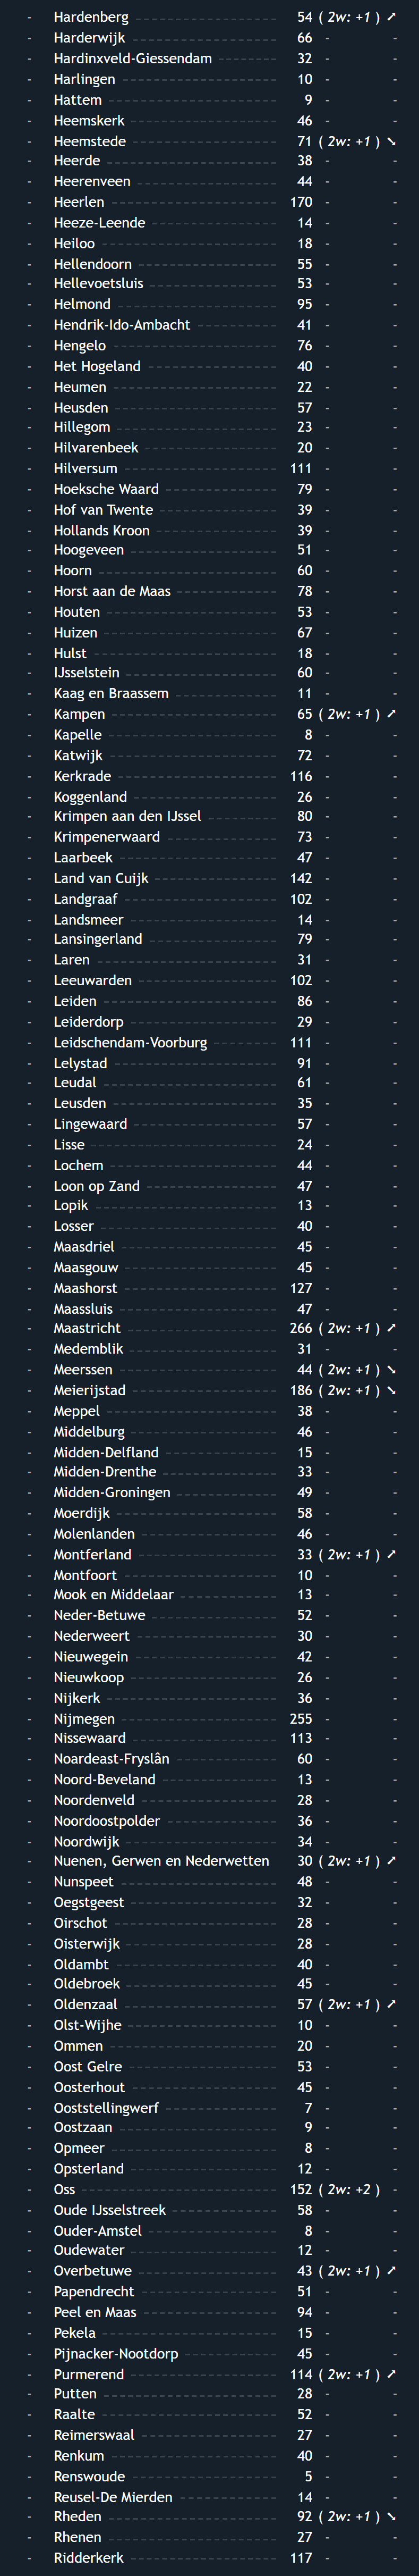 - Hardenberg 54 ( 2w: +1 ) ➚
- Harderwijk 66 - -
- Hardinxveld-Giessendam 32 - -
- Harlingen 10 - -
- Hattem 9 - -
- Heemskerk 46 - -
- Heemstede 71 ( 2w: +1 ) ➘
- Heerde 38 - -
- Heerenveen 44 - -
- Heerlen 170 - -
- Heeze-Leende 14 - -
- Heiloo 18 - -
- Hellendoorn 55 - -
- Hellevoetsluis 53 - -
- Helmond 95 - -
- Hendrik-Ido-Ambacht 41 - -
- Hengelo 76 - -
- Het Hogeland 40 - -
- Heumen 22 - -
- Heusden 57 - -
- Hillegom 23 - -
- Hilvarenbeek 20 - -
- Hilversum 111 - -
- Hoeksche Waard 79 - -
- Hof van Twente 39 - -
- Hollands Kroon 39 - -
- Hoogeveen 51 - -
- Hoorn 60 - -
- Horst aan de Maas 78 - -
- Houten 53 - -
- Huizen 67 - -
- Hulst 18 - -
- IJsselstein 60 - -
- Kaag en Braassem 11 - -
- Kampen 65 ( 2w: +1 ) ➚
- Kapelle 8 - -
- Katwijk 72 - -
- Kerkrade 116 - -
- Koggenland 26 - -
- Krimpen aan den IJssel 80 - -
- Krimpenerwaard 73 - -
- Laarbeek 47 - -
- Land van Cuijk 142 - -
- Landgraaf 102 - -
- Landsmeer 14 - -
- Lansingerland 79 - -
- Laren 31 - -
- Leeuwarden 102 - -
- Leiden 86 - -
- Leiderdorp 29 - -
- Leidschendam-Voorburg 111 - -
- Lelystad 91 - -
- Leudal 61 - -
- Leusden 35 - -
- Lingewaard 57 - -
- Lisse 24 - -
- Lochem 44 - -
- Loon op Zand 47 - -
- Lopik 13 - -
- Losser 40 - -
- Maasdriel 45 - -
- Maasgouw 45 - -
- Maashorst 127 - -
- Maassluis 47 - -
- Maastricht 266 ( 2w: +1 ) ➚
- Medemblik 31 - -
- Meerssen 44 ( 2w: +1 ) ➘
- Meierijstad 186 ( 2w: +1 ) ➘
- Meppel 38 - -
- Middelburg 46 - -
- Midden-Delfland 15 - -
- Midden-Drenthe 33 - -
- Midden-Groningen 49 - -
- Moerdijk 58 - -
- Molenlanden 46 - -
- Montferland 33 ( 2w: +1 ) ➚
- Montfoort 10 - -
- Mook en Middelaar 13 - -
- Neder-Betuwe 52 - -
- Nederweert 30 - -
- Nieuwegein 42 - -
- Nieuwkoop 26 - -
- Nijkerk 36 - -
- Nijmegen 255 - -
- Nissewaard 113 - -
- Noardeast-Fryslân 60 - -
- Noord-Beveland 13 - -
- Noordenveld 28 - -
- Noordoostpolder 36 - -
- Noordwijk 34 - -
- Nuenen, Gerwen en Nederwetten 30 ( 2w: +1 ) ➚
- Nunspeet 48 - -
- Oegstgeest 32 - -
- Oirschot 28 - -
- Oisterwijk 28 - -
- Oldambt 40 - -
- Oldebroek 45 - -
- Oldenzaal 57 ( 2w: +1 ) ➚
- Olst-Wijhe 10 - -
- Ommen 20 - -
- Oost Gelre 53 - -
- Oosterhout 45 - -
- Ooststellingwerf 7 - -
- Oostzaan 9 - -
- Opmeer 8 - -
- Opsterland 12 - -
- Oss 152 ( 2w: +2 ) -
- Oude IJsselstreek 58 - -
- Ouder-Amstel 8 - -
- Oudewater 12 - -
- Overbetuwe 43 ( 2w: +1 ) ➚
- Papendrecht 51 - -
- Peel en Maas 94 - -
- Pekela 15 - -
- Pijnacker-Nootdorp 45 - -
- Purmerend 114 ( 2w: +1 ) ➚
- Putten 28 - -
- Raalte 52 - -
- Reimerswaal 27 - -
- Renkum 40 - -
- Renswoude 5 - -
- Reusel-De Mierden 14 - -
- Rheden 92 ( 2w: +1 ) ➘
- Rhenen 27 - -
- Ridderkerk 117 - -